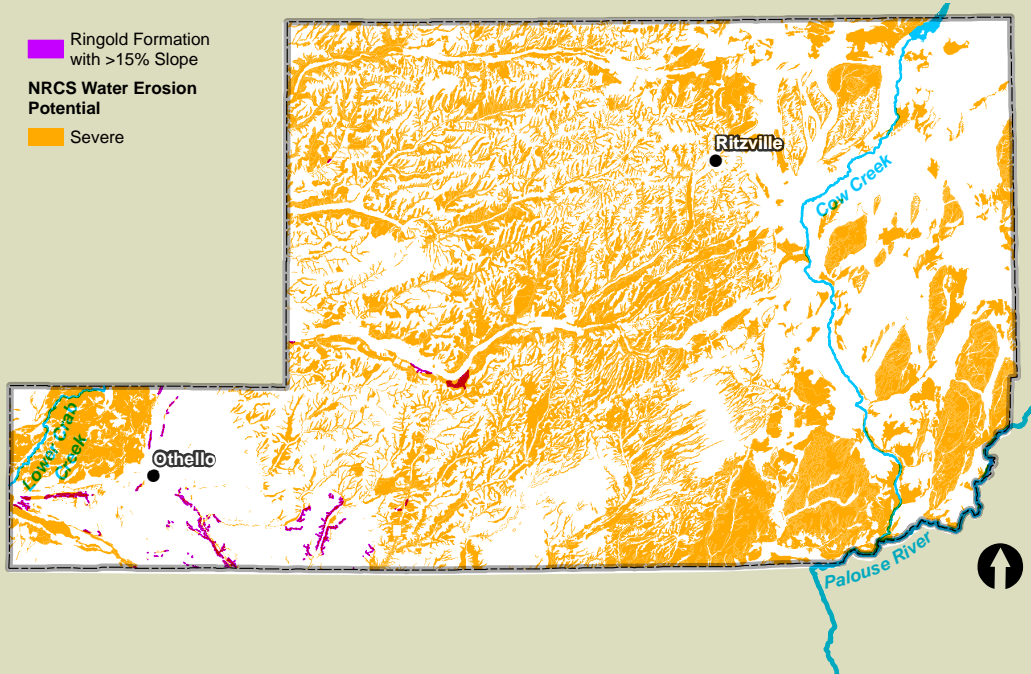 Ringold Formation
with >15% Slope
NRCS Water Erosion
Potential
Severe
Ritzville
Cow Creek
Lower Crab
Creek
Othello
Palouse River